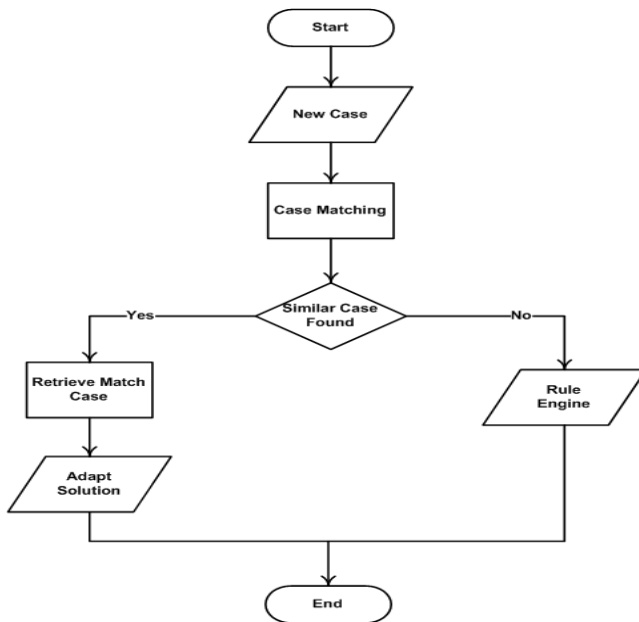 Start
New Case
Case Matching
Similar Case
Found
Yes
No
Retrieve Match
Case
Rule
Engine
Adapt
Solution
End